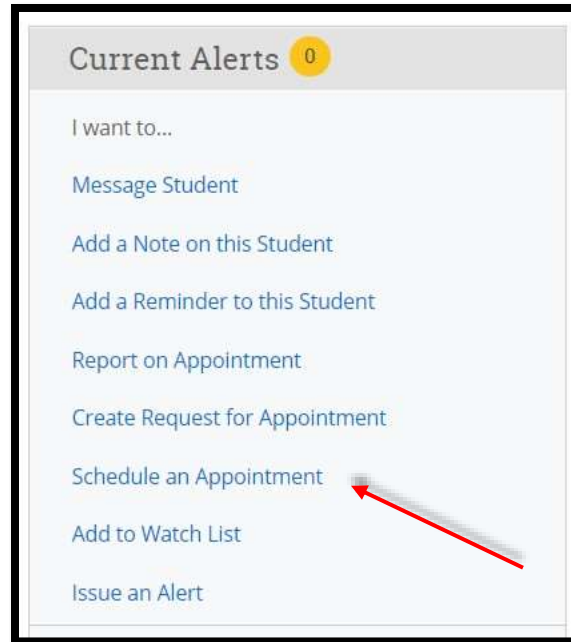 Current Alerts 0
I want to...
Message Student
Add a Note on this Student
Add a Reminder to this Student
Report on Appointment
Create Request for Appointment
Schedule an Appointment
Add to Watch List
Issue an Alert